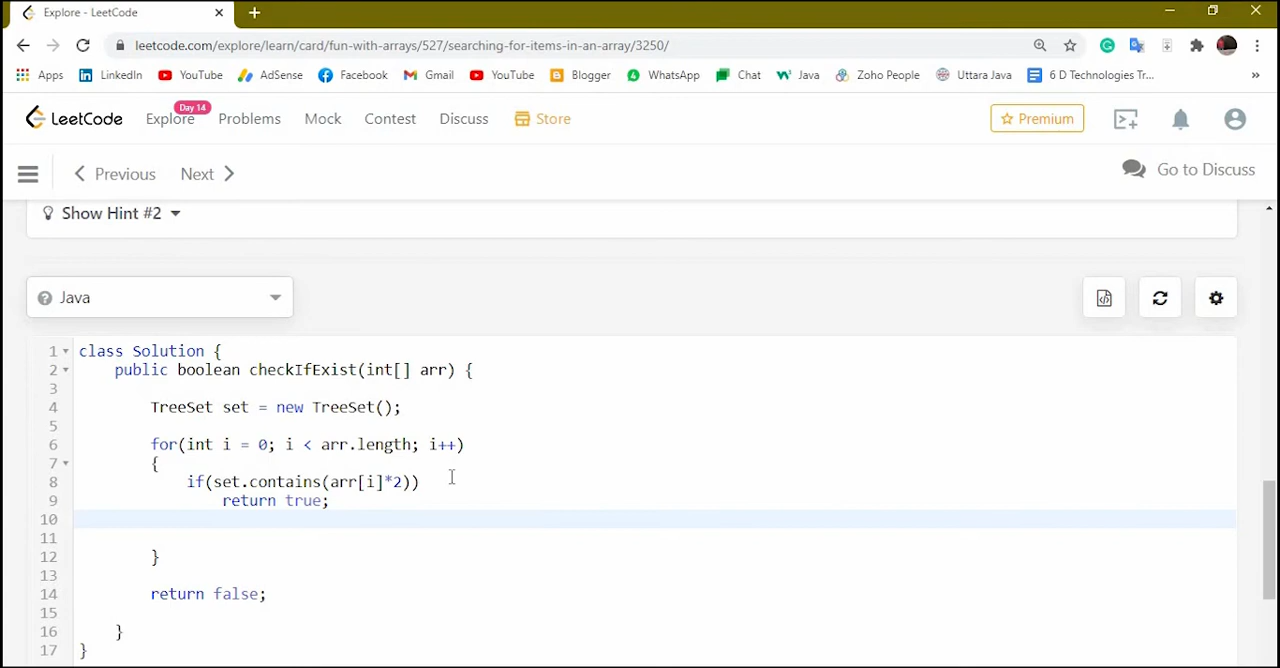 Explore - LeetCode
leetcode.com/explore/learn/card/fun-with-arrays/527/searching-for-items-in-an-array/3250/
Apps LinkedIn YouTube AdSense Facebook Gmail YouTube Blogger WhatsApp Chat Java Zoho People Uttara Java 6 D Technologies Tr... »
LeetCode Explore Day 14 Problems Mock Contest Discuss Store Premium
Previous Next Go to Discuss
Show Hint #2
Java
1 class Solution {
2 public boolean checkIfExist(int[] arr) {
3
4 TreeSet set = new TreeSet();
5
6 for(int i = 0; i < arr.length; i++)
7 {
8 if(set.contains(arr[i]*2))
9 return true;
10
11
12 }
13
14 return false;
15
16 }
17 }